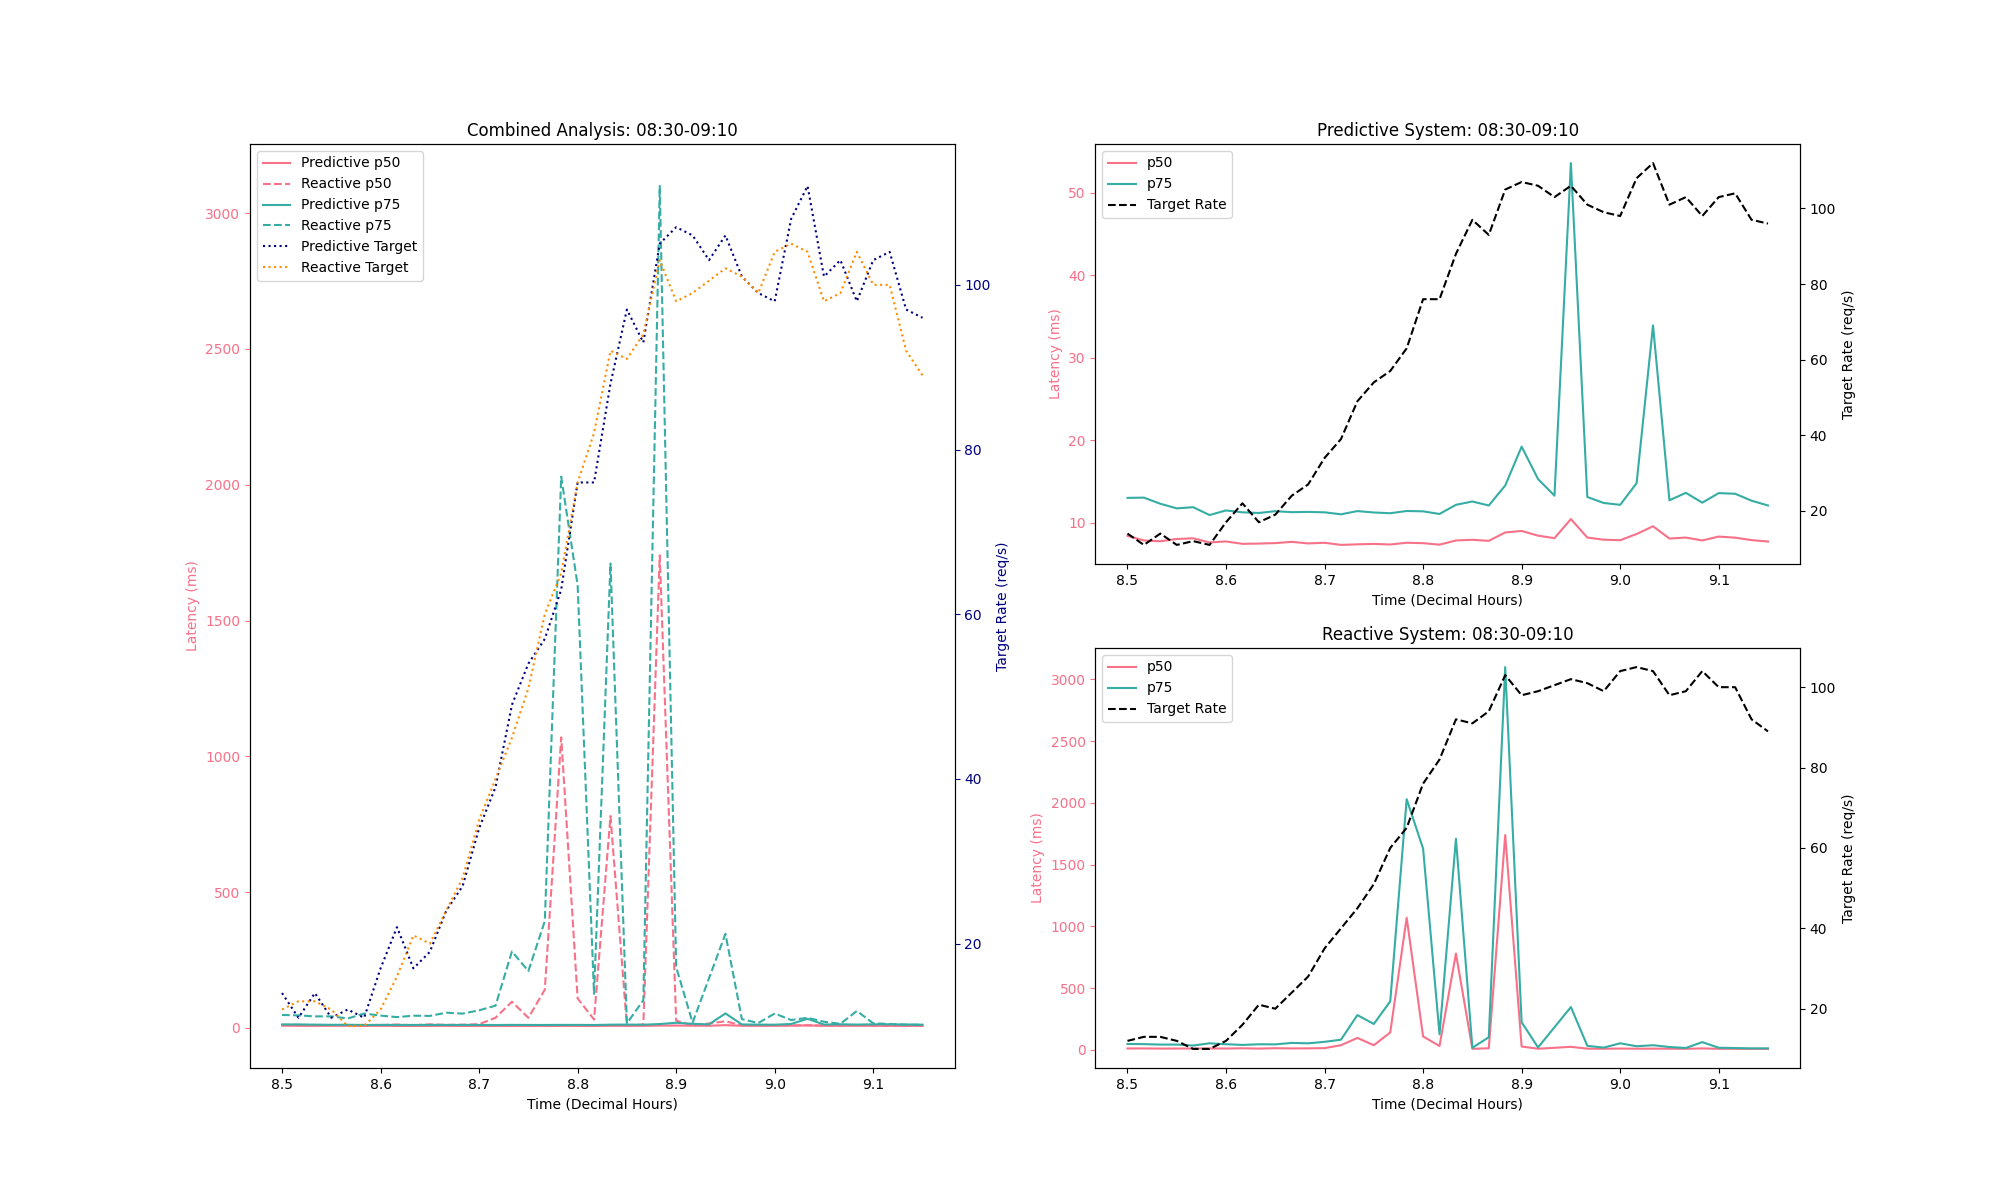 Combined Analysis: 08:30-09:10
Predictive p50
Reactive p50
Predictive p75
Reactive p75
Predictive Target
Reactive Target
3000
2500
2000
1500
1000
500
0
Latency (ms)
100
80
60
40
20
Target Rate (req/s)
8.5 8.6 8.7 8.8 8.9 9.0 9.1
Time (Decimal Hours)
Predictive System: 08:30-09:10
p50
p75
Target Rate
50
40
30
20
10
Latency (ms)
100
80
60
40
20
Target Rate (req/s)
8.5 8.6 8.7 8.8 8.9 9.0 9.1
Time (Decimal Hours)
Reactive System: 08:30-09:10
p50
p75
Target Rate
3000
2500
2000
1500
1000
500
0
Latency (ms)
100
80
60
40
20
Target Rate (req/s)
8.5 8.6 8.7 8.8 8.9 9.0 9.1
Time (Decimal Hours)